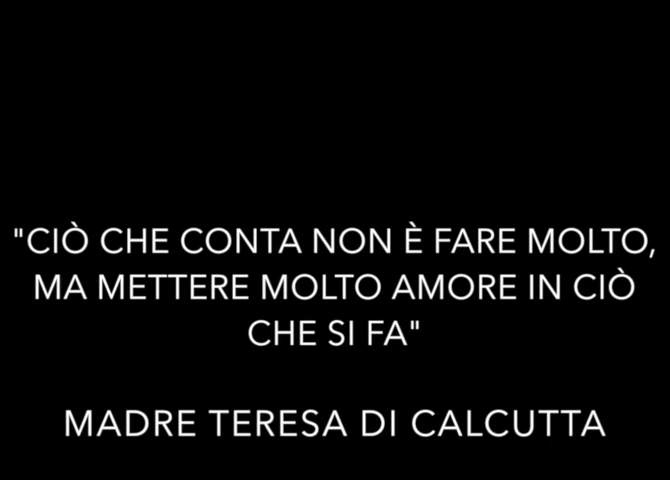 "CIÒ CHE CONTA NON È FARE MOLTO,
MA METTERE MOLTO AMORE IN CIÒ
CHE SI FA"
MADRE TERESA DI CALCUTTA